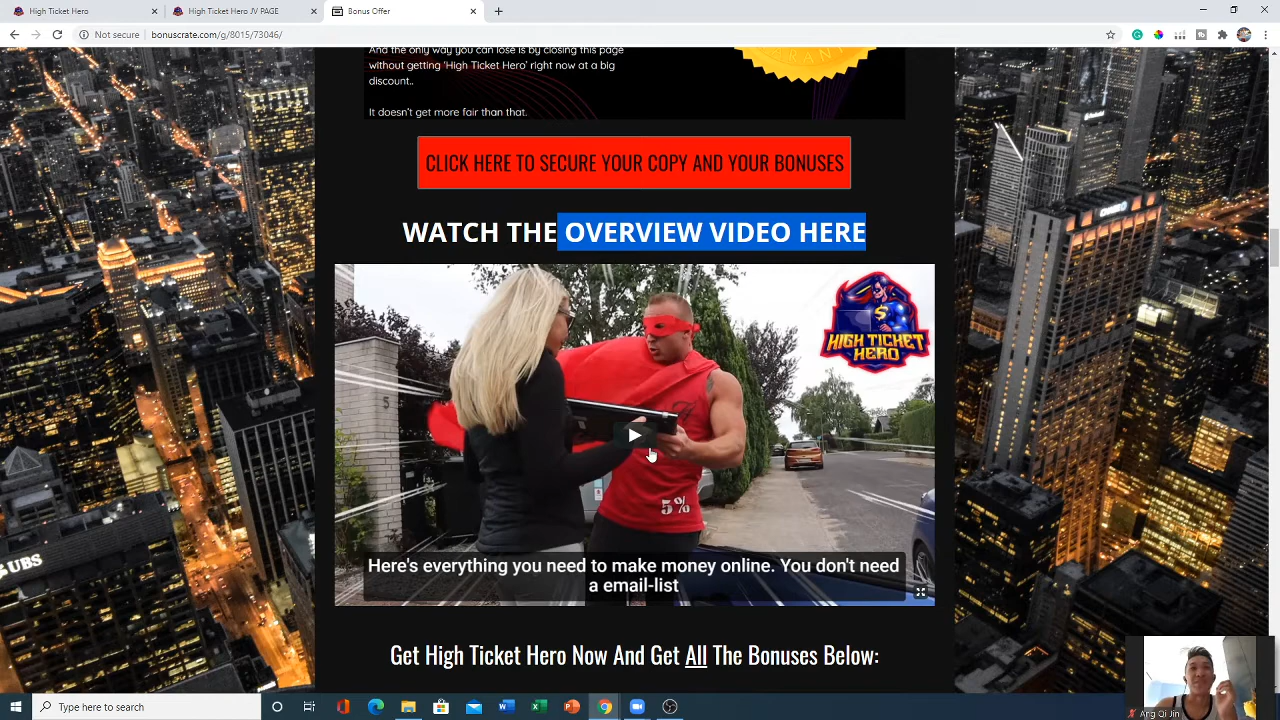 High Ticket Hero
High Ticket Hero JV PAGE
Bonus Offer
Not secure
bonuscrate.com/g/8015/73046/
And the only way you can lose is by closing this page
without getting ‘High Ticket Hero’ right now at a big
discount..
It doesn’t get more fair than that.
CLICK HERE TO SECURE YOUR COPY AND YOUR BONUSES
WATCH THE OVERVIEW VIDEO HERE
HIGH TICKET
HERO
5
5%
Here's everything you need to make money online. You don't need
a email-list
UBS
Get High Ticket Hero Now And Get All The Bonuses Below:
Type here to search
Ang Qi Jin